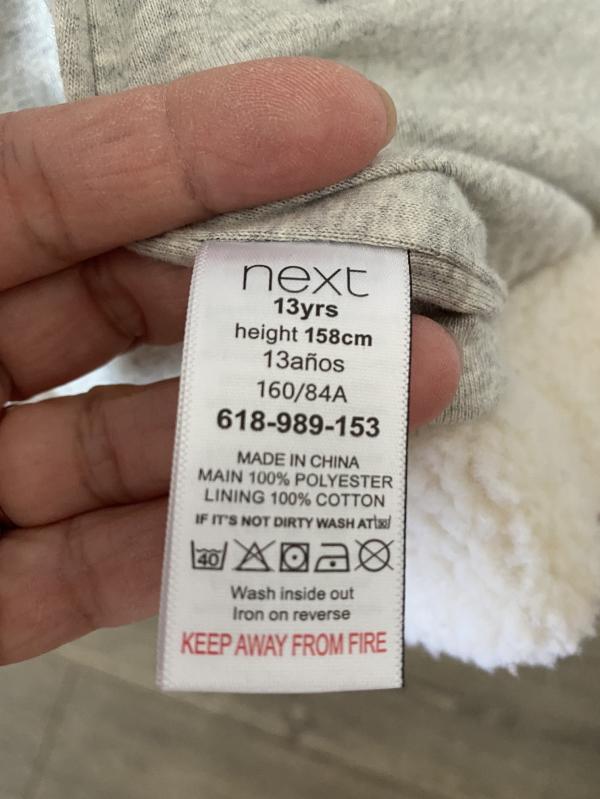 next
13yrs
height 158cm
13años
160/84A
618-989-153
MADE IN CHINA
MAIN 100% POLYESTER
LINING 100% COTTON
IF IT'S NOT DIRTY WASH AT
40
Wash inside out
Iron on reverse
KEEP AWAY FROM FIRE